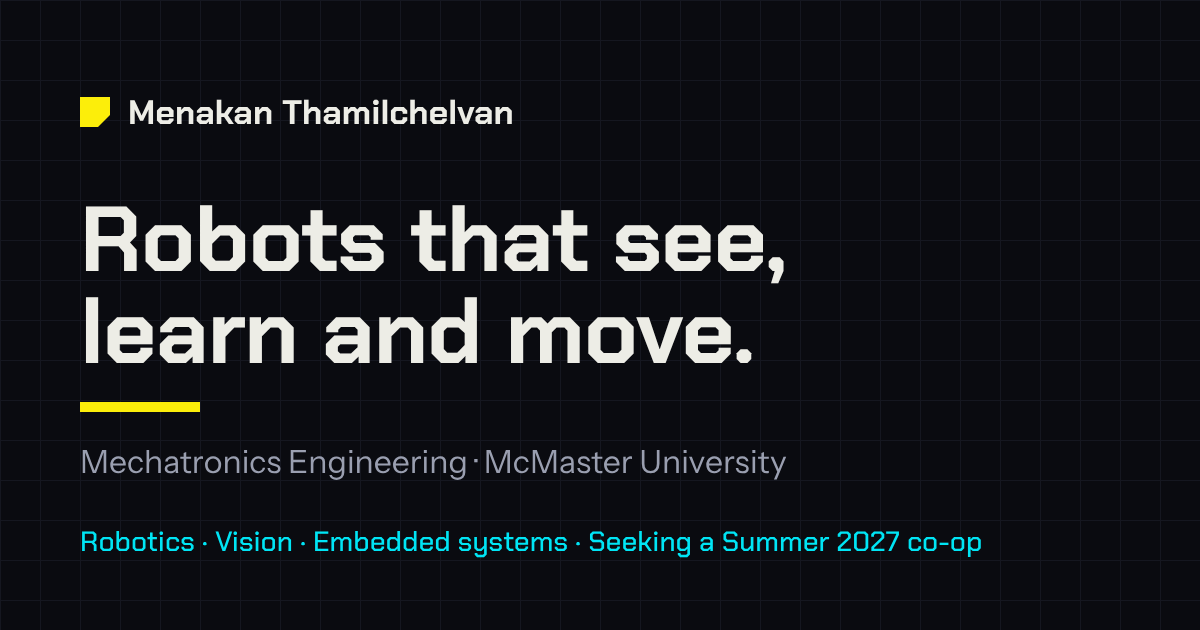 Menakan Thamilchelvan
Robots that see,
learn and move.
Mechatronics Engineering · McMaster University
Robotics · Vision · Embedded systems · Seeking a Summer 2027 co-op